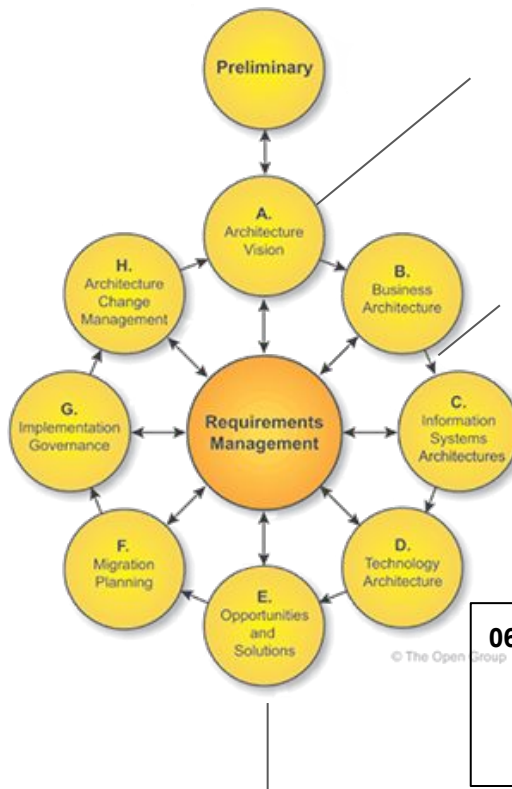 Preliminary
A.
Architecture
Vision
H.
Architecture
Change
Management
B.
Business
Architecture
G.
Implementation
Governance
Requirements
Management
C.
Information
Systems
Architectures
F.
Migration
Planning
D.
Technology
Architecture
E.
Opportunities
and
Solutions
© The Open Group
06